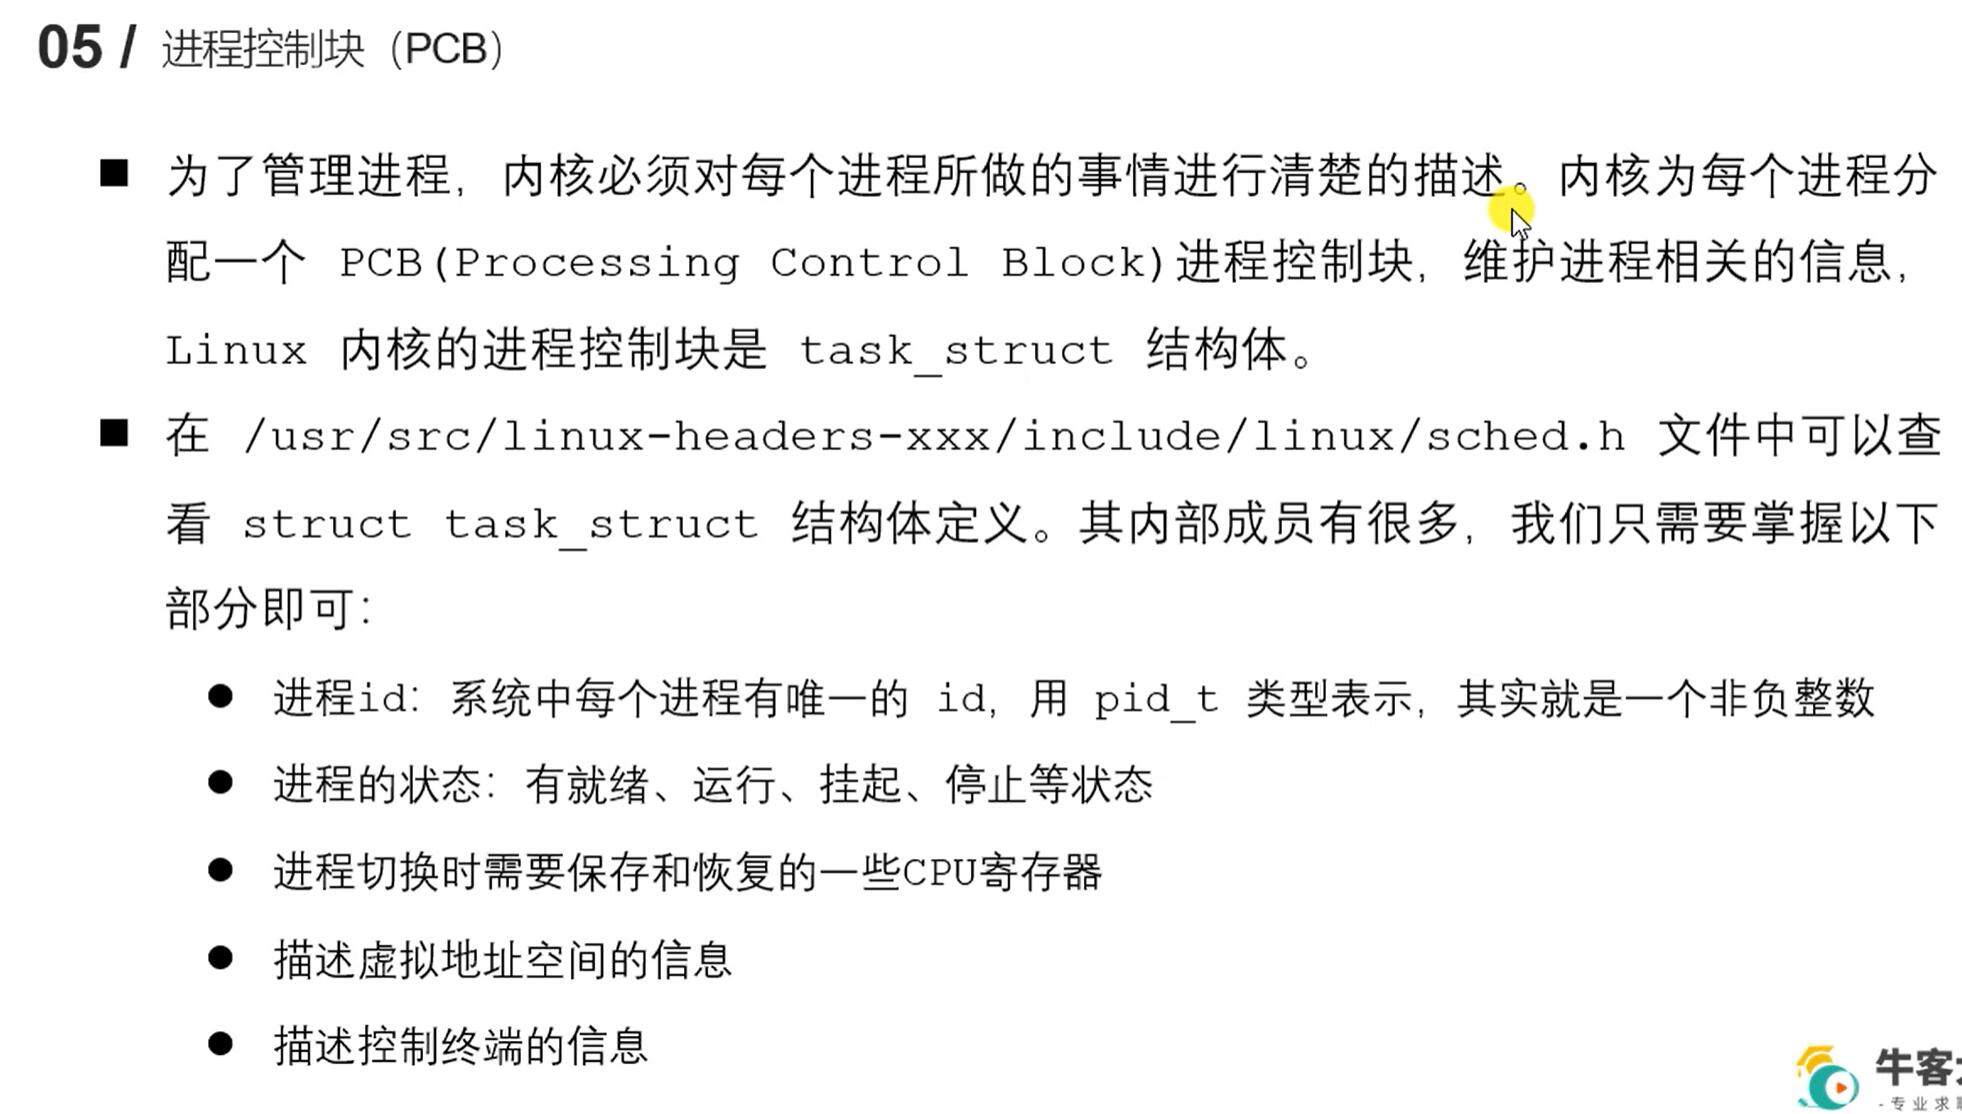 05 / 进程控制块（PCB）
为了管理进程，内核必须对每个进程所做的事情进行清楚的描述。内核为每个进程分
配一个 PCB(Processing Control Block)进程控制块，维护进程相关的信息，
Linux 内核的进程控制块是 task_struct 结构体。
在 /usr/src/linux-headers-xxx/include/linux/sched.h 文件中可以查
看 struct task_struct 结构体定义。其内部成员有很多，我们只需要掌握以下
部分即可：
进程id：系统中每个进程有唯一的 id，用 pid_t 类型表示，其实就是一个非负整数
进程的状态：有就绪、运行、挂起、停止等状态
进程切换时需要保存和恢复的一些CPU寄存器
描述虚拟地址空间的信息
描述控制终端的信息
牛客
-专业求